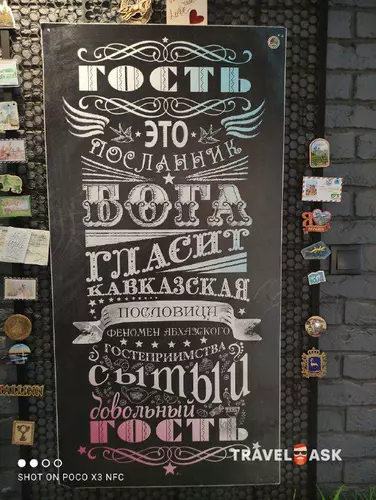 ГОСТЬ
ЭТО
ПОСЛАННИК
БОГА
ГЛАСИТ
КАВКАЗСКАЯ
ПОСЛОВИЦА
ФЕНОМЕН АБХАЗСКОГО
ГОСТЕПРИИМСТВА
СЫТЫЙ
довольный
ГОСТЬ
TRAVEL ASK
SHOT ON POCO X3 NFC